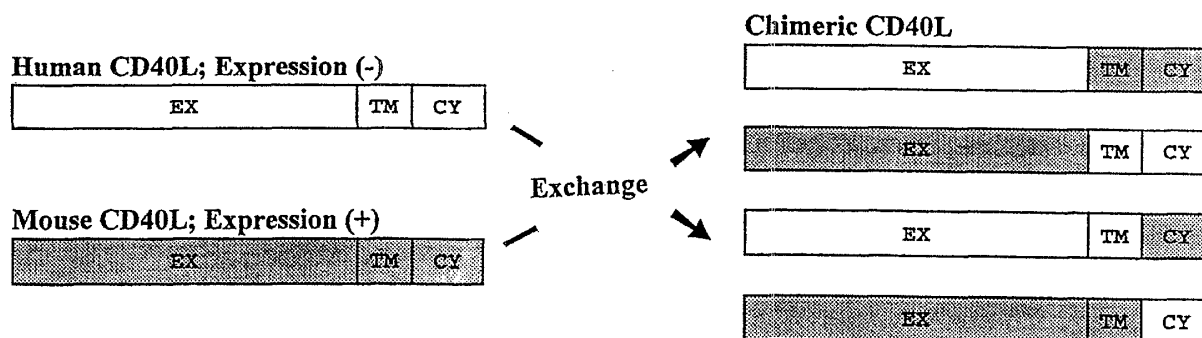 Human CD40L; Expression (-)
EX TM CY
Mouse CD40L; Expression (+)
EX TM CY
Exchange
Chimeric CD40L
EX TM CY
EX TM CY
EX TM CY
EX TM CY